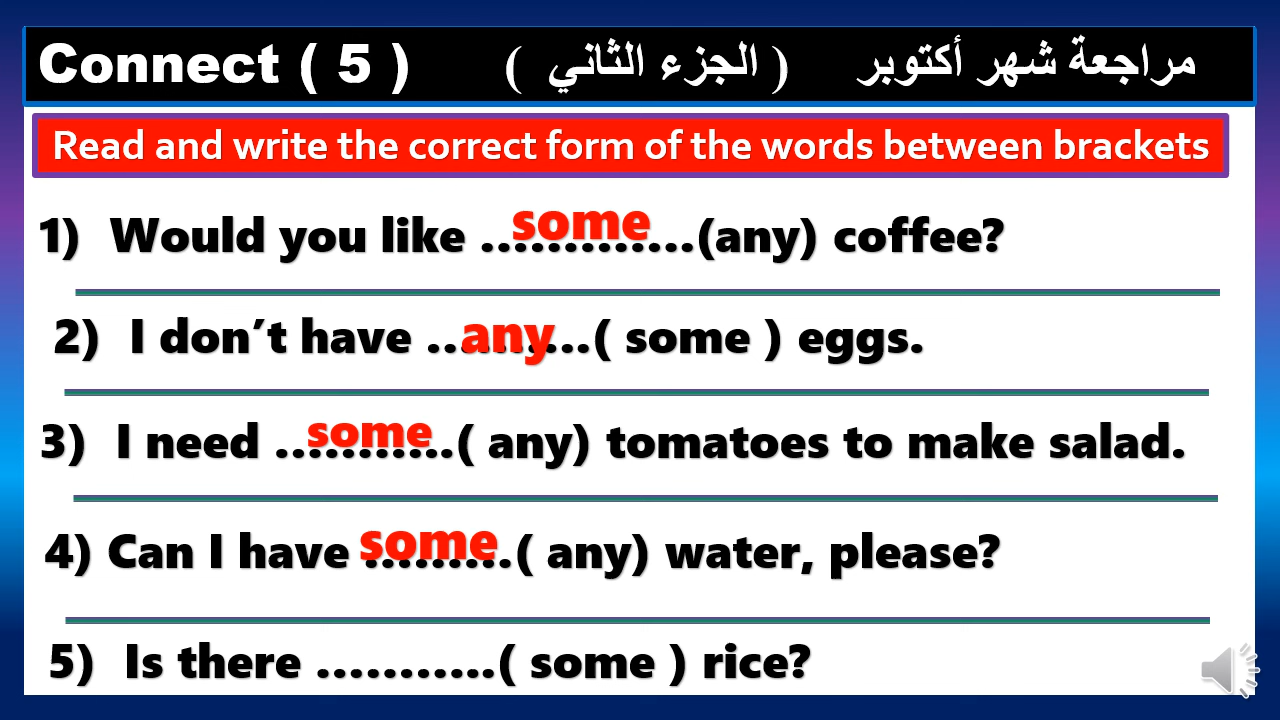 Connect ( 5 ) مراجعة شهر أكتوبر ( الجزء الثاني )
Read and write the correct form of the words between brackets
1) Would you like ....some.........(any) coffee?
2) I don’t have ...any.......( some ) eggs.
3) I need ...some........( any) tomatoes to make salad.
4) Can I have some.........( any) water, please?
5) Is there ...........( some ) rice?